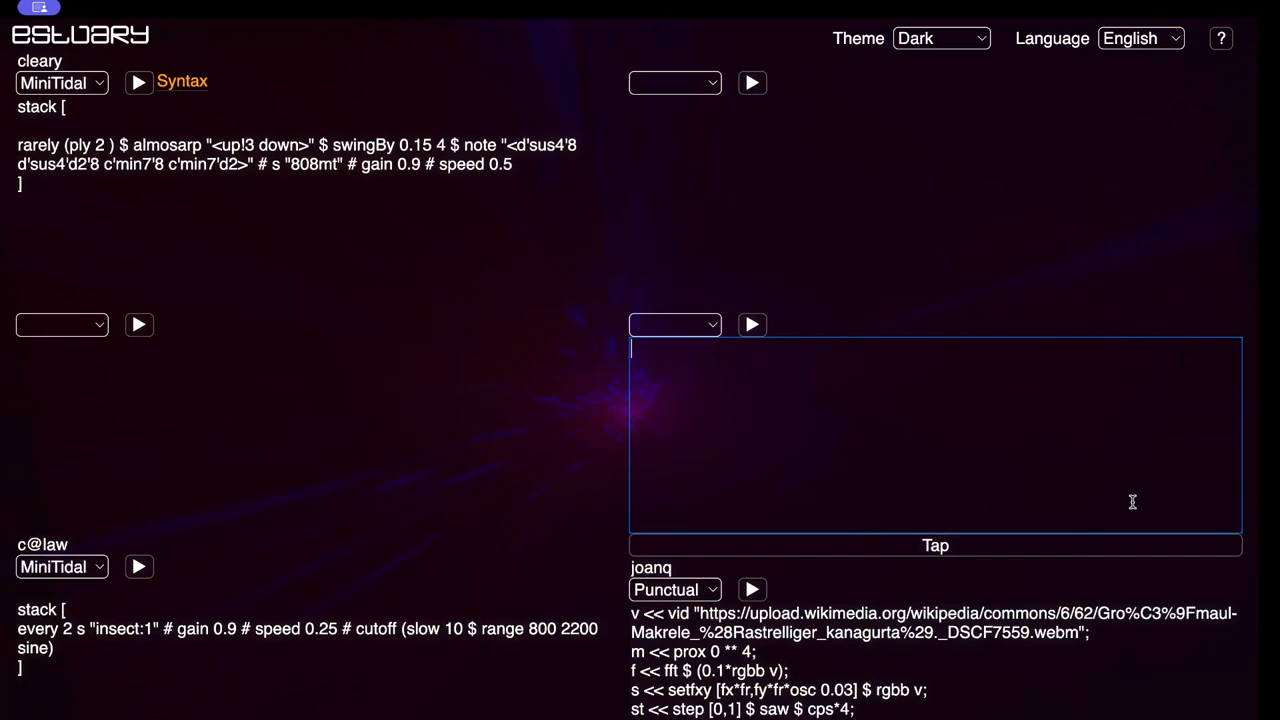 ESTUARY
Theme Dark Language English ?
cleary
MiniTidal Syntax
stack [
rarely (ply 2 ) $ almosarp "<up!3 down>" $ swingBy 0.15 4 $ note "<d'sus4'8
d'sus4'd2'8 c'min7'8 c'min7'd2>" # s "808mt" # gain 0.9 # speed 0.5
]
c@law
MiniTidal
stack [
every 2 s "insect:1" # gain 0.9 # speed 0.25 # cutoff (slow 10 $ range 800 2200
sine)
]
Tap
joanq
Punctual
v << vid "https://upload.wikimedia.org/wikipedia/commons/6/62/Gro%C3%9Fmaul-
Makrele_%28Rastrelliger_kanagurta%29._DSCF7559.webm";
m << prox 0 ** 4;
f << fft $ (0.1*rgbb v);
s << setfxy [fx*fr,fy*fr*osc 0.03] $ rgbb v;
st << step [0,1] $ saw $ cps*4;